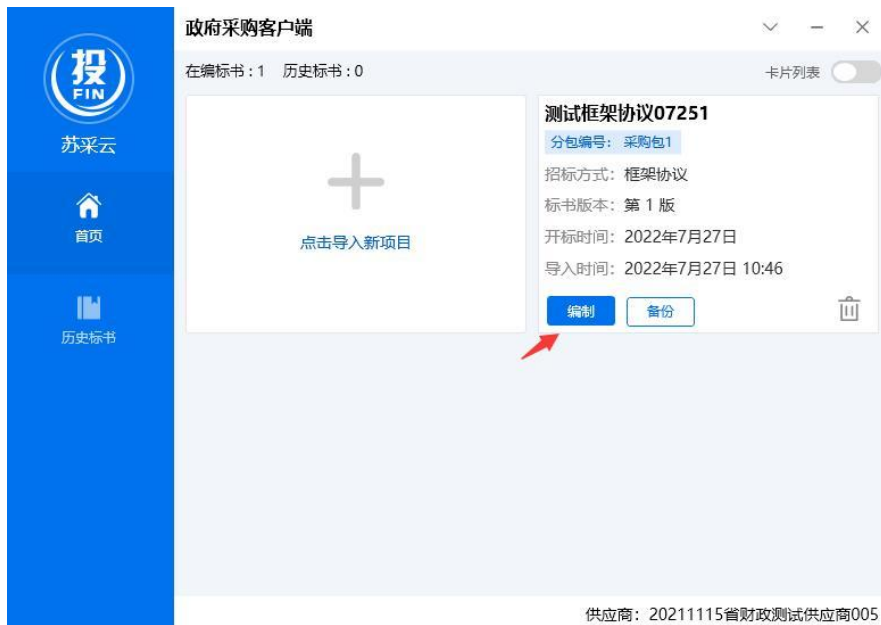 政府采购客户端
投
FIN
苏采云
首页
历史标书
在编标书：1 历史标书：0
卡片列表
点击导入新项目
测试框架协议07251
分包编号： 采购包1
招标方式：框架协议
标书版本：第 1 版
开标时间：2022年7月27日
导入时间：2022年7月27日 10:46
编制 备份
供应商：20211115省财政测试供应商005